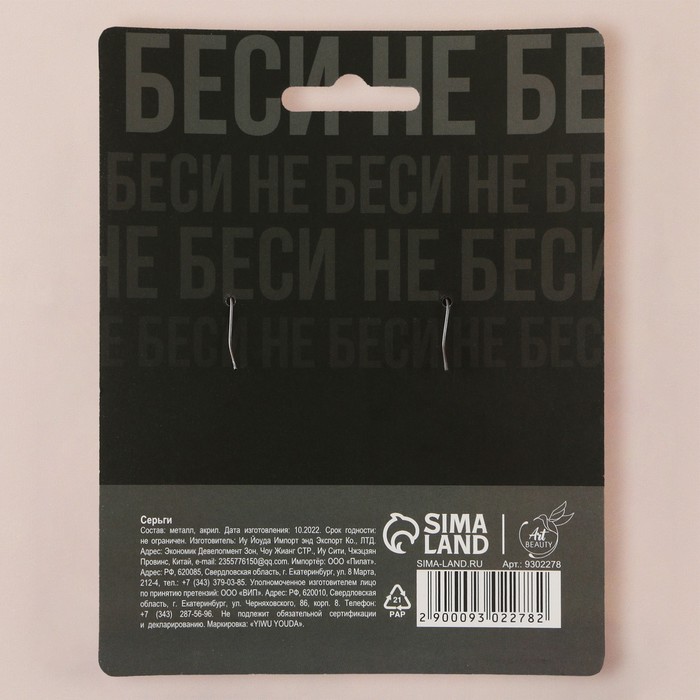 БЕСИ НЕ БЕ
БЕСИ НЕ БЕСИ НЕ БЕ
НЕ БЕСИ НЕ БЕСИ
БЕСИ НЕ БЕСИ НЕ БЕС
Серьги
Состав: металл, акрил. Дата изготовления: 10.2022. Срок годности:
не ограничен. Изготовитель: Иу Йоуда Импорт энд Экспорт Ко., ЛТД.
Адрес: Экономик Девелопмент Зон, Чоу Жианг СТР., Иу Сити, Чжэцзян
Провинс, Китай, e-mail: 2355776150@qq.com. Импортёр: ООО «Пилат».
Адрес: РФ, 620085, Свердловская область, г. Екатеринбург, ул. 8 Марта,
212-4, тел.: +7 (343) 379-03-85. Уполномоченное изготовителем лицо
по принятию претензий: ООО «ВИП». Адрес: РФ, 620010, Свердловская
область, г. Екатеринбург, ул. Черняховского, 86, корп. 8. Телефон:
+7 (343) 287-56-96. Не подлежит обязательной сертификации
и декларированию. Маркировка: «YIWU YOUDA».
SIMA
LAND
Art
BEAUTY
SIMA-LAND.RU
Арт.: 9302278
21
PAP
2 900093 022782